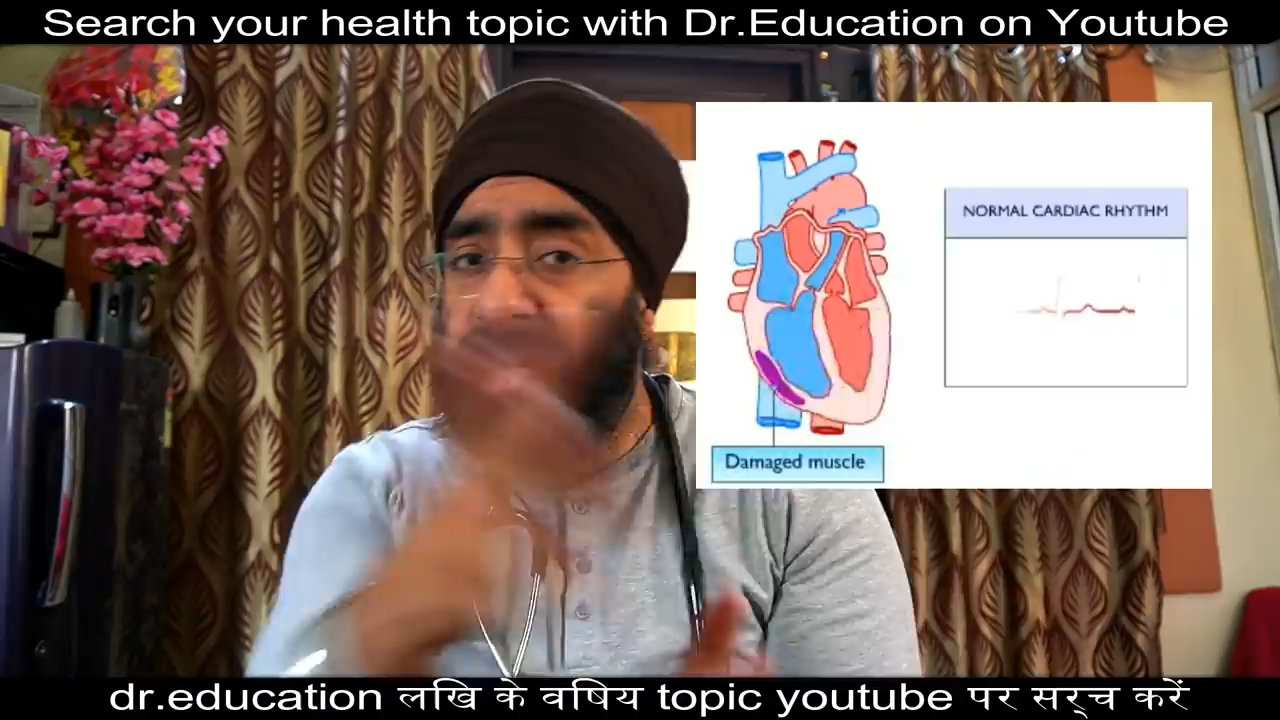 Search your health topic with Dr.Education on Youtube
NORMAL CARDIAC RHYTHM
Damaged muscle
dr.education लखि के वषिय topic youtube पर सर्च करें